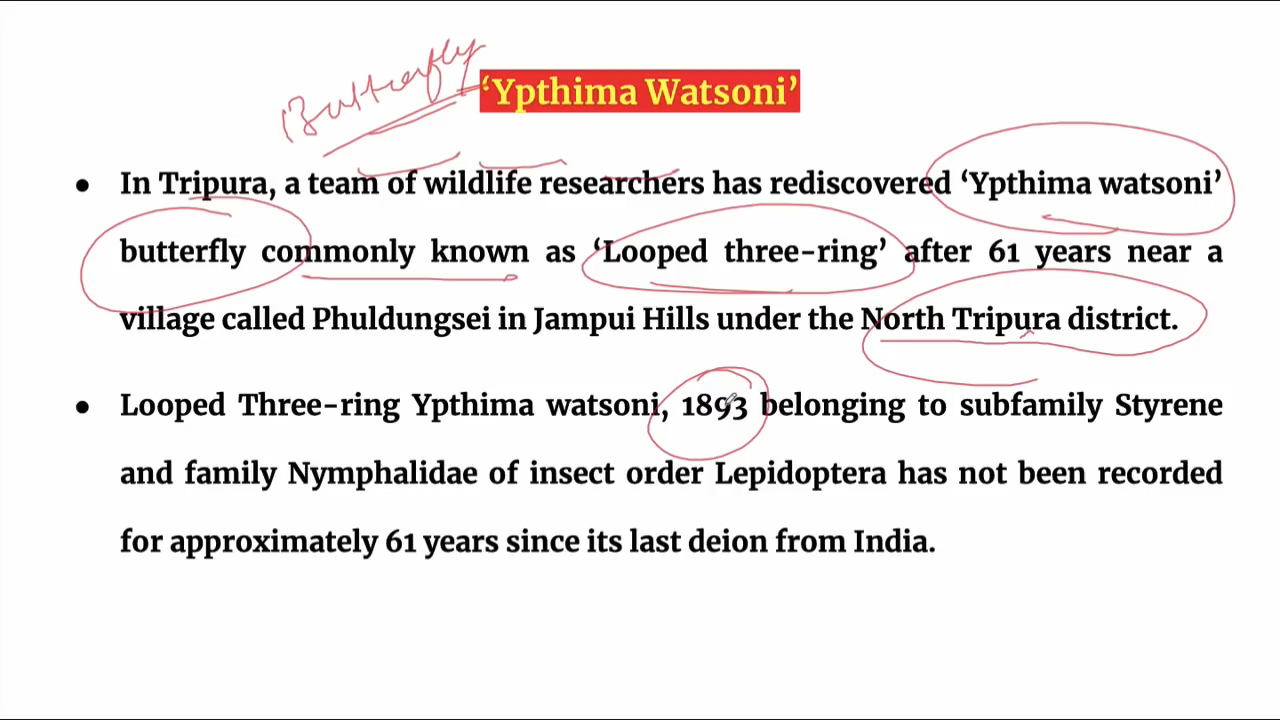 Butterfly
‘Ypthima Watsoni’
● In Tripura, a team of wildlife researchers has rediscovered ‘Ypthima watsoni’
butterfly commonly known as ‘Looped three-ring’ after 61 years near a
village called Phuldungsei in Jampui Hills under the North Tripura district.
● Looped Three-ring Ypthima watsoni, 1893 belonging to subfamily Styrene
and family Nymphalidae of insect order Lepidoptera has not been recorded
for approximately 61 years since its last deion from India.